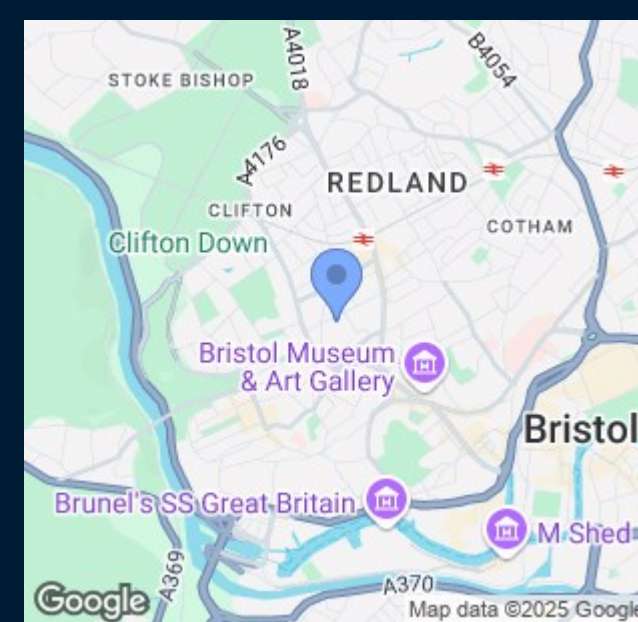 A4018
B4054
STOKE BISHOP
A4176
REDLAND
CLIFTON
COTHAM
Clifton Down
Bristol Museum
& Art Gallery
Bristol
Brunel's SS Great Britain
M Shed
A369
A370
Google
Map data ©2025 Google